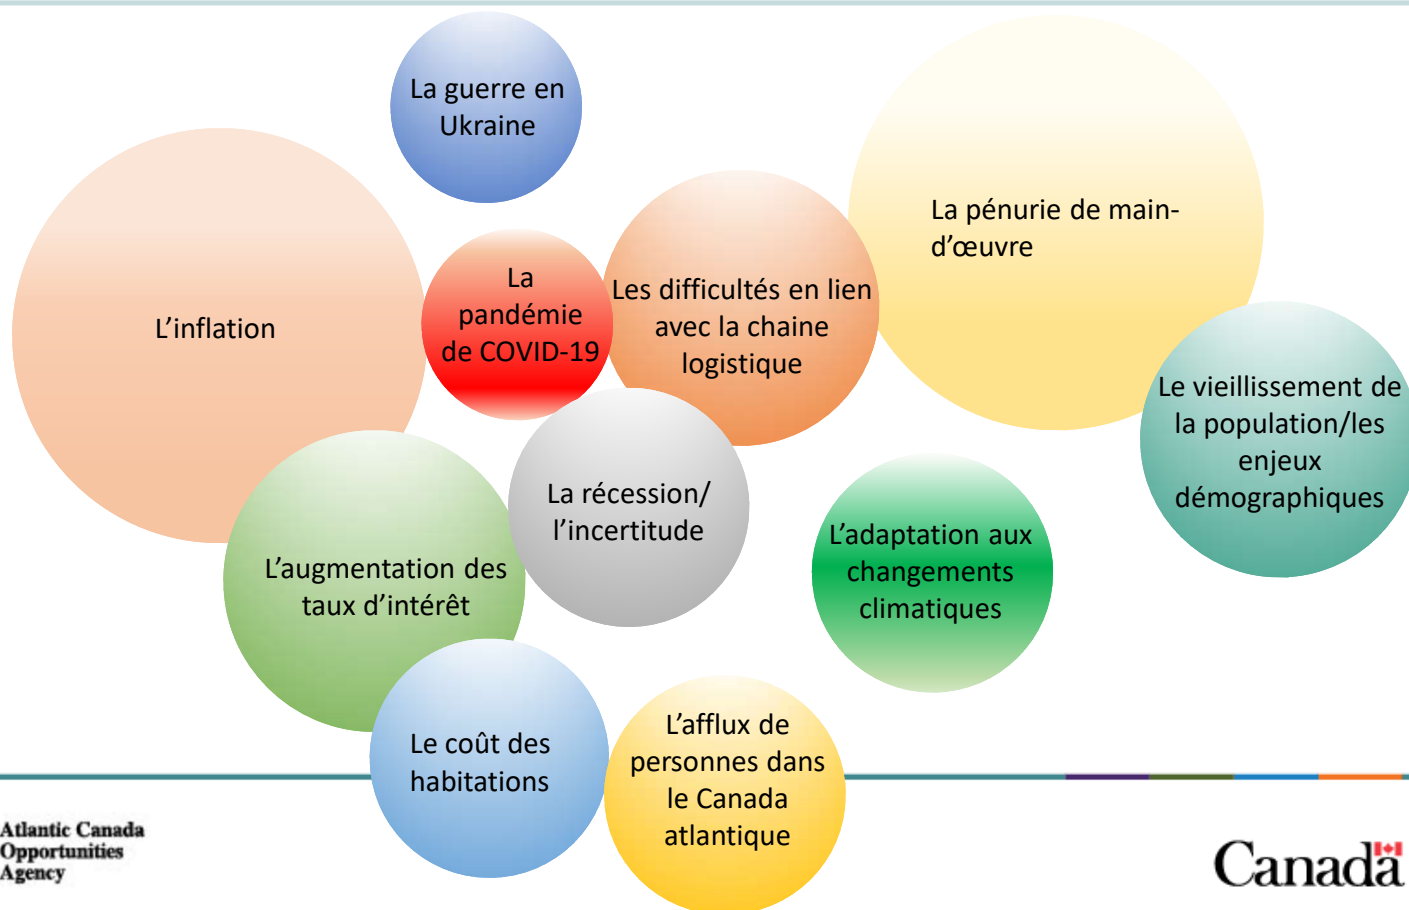 La guerre en
Ukraine
La pénurie de main-
d’œuvre
L’inflation
La
pandémie
de COVID-19
Les difficultés en lien
avec la chaine
logistique
Le vieillissement de
la population/les
enjeux
démographiques
La récession/
l’incertitude
L’adaptation aux
changements
climatiques
L’augmentation des
taux d’intérêt
Le coût des
habitations
L’afflux de
personnes dans
le Canada
atlantique
Atlantic Canada
Opportunities
Agency
Canada